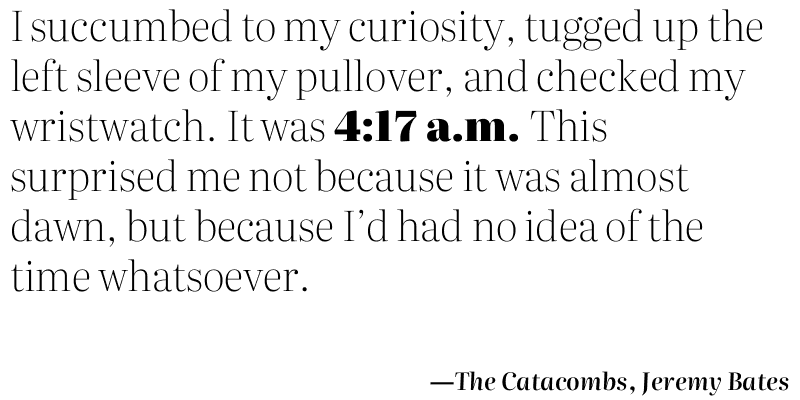 I succumbed to my curiosity, tugged up the
left sleeve of my pullover, and checked my
wristwatch. It was 4:17 a.m. This
surprised me not because it was almost
dawn, but because I’d had no idea of the
time whatsoever.
—The Catacombs, Jeremy Bates